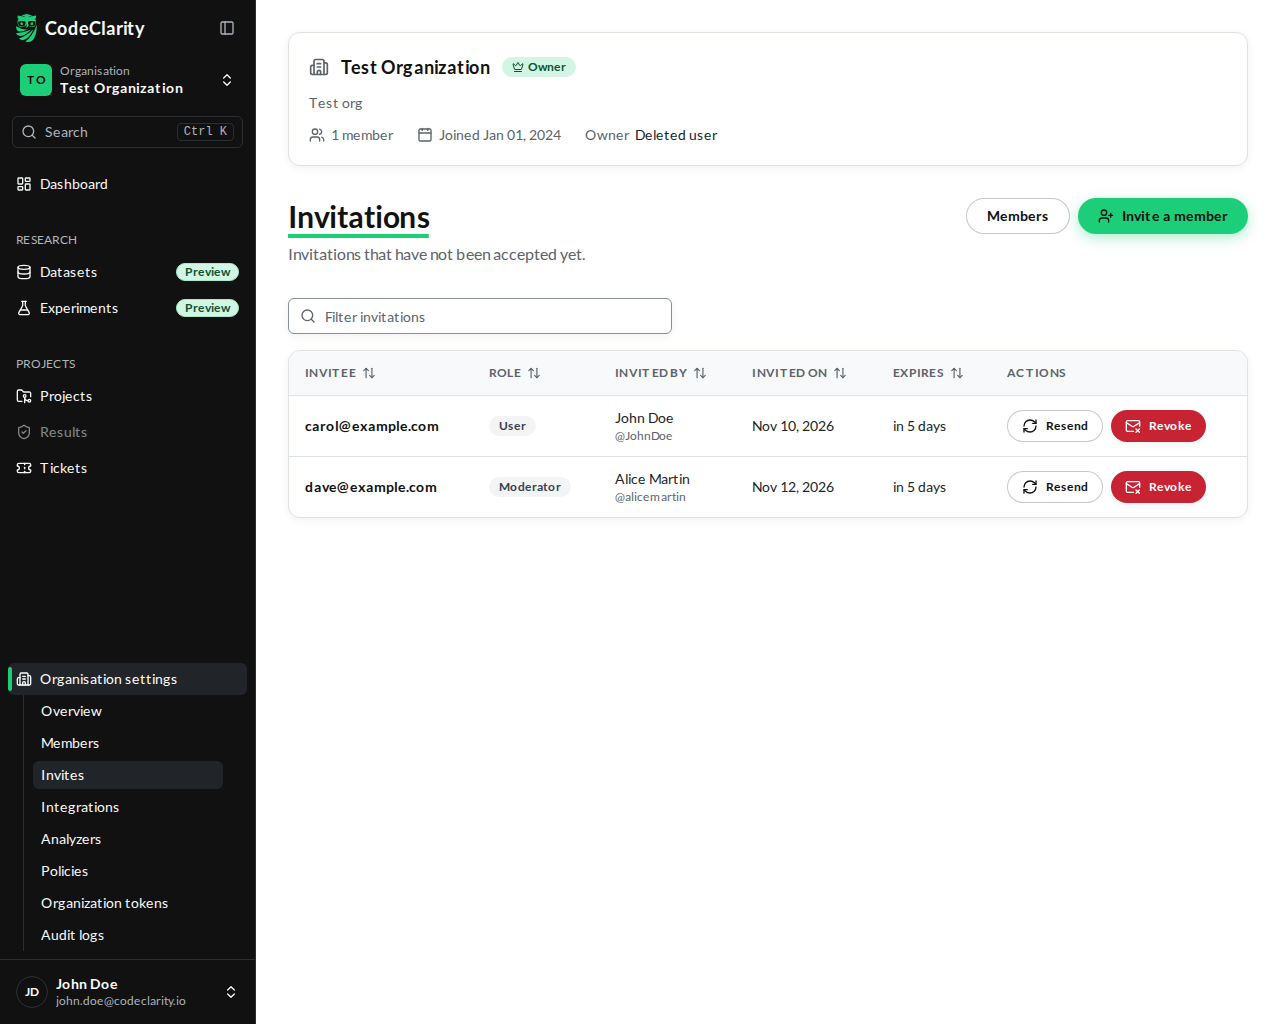 CodeClarity
TO
Organisation
Test Organization
Search
Ctrl K
Dashboard
RESEARCH
Datasets
Preview
Experiments
Preview
PROJECTS
Projects
Results
Tickets
Organisation settings
Overview
Members
Invites
Integrations
Analyzers
Policies
Organization tokens
Audit logs
JD
John Doe
john.doe@codeclarity.io
Test Organization
Owner
Test org
1 member
Joined Jan 01, 2024
Owner Deleted user
Invitations
Invitations that have not been accepted yet.
Members
Invite a member
Filter invitations
INVITEE ROLE INVITED BY INVITED ON EXPIRES ACTIONS
carol@example.com User John Doe Nov 10, 2026 in 5 days Resend Revoke
@JohnDoe
dave@example.com Moderator Alice Martin Nov 12, 2026 in 5 days Resend Revoke
@alicemartin